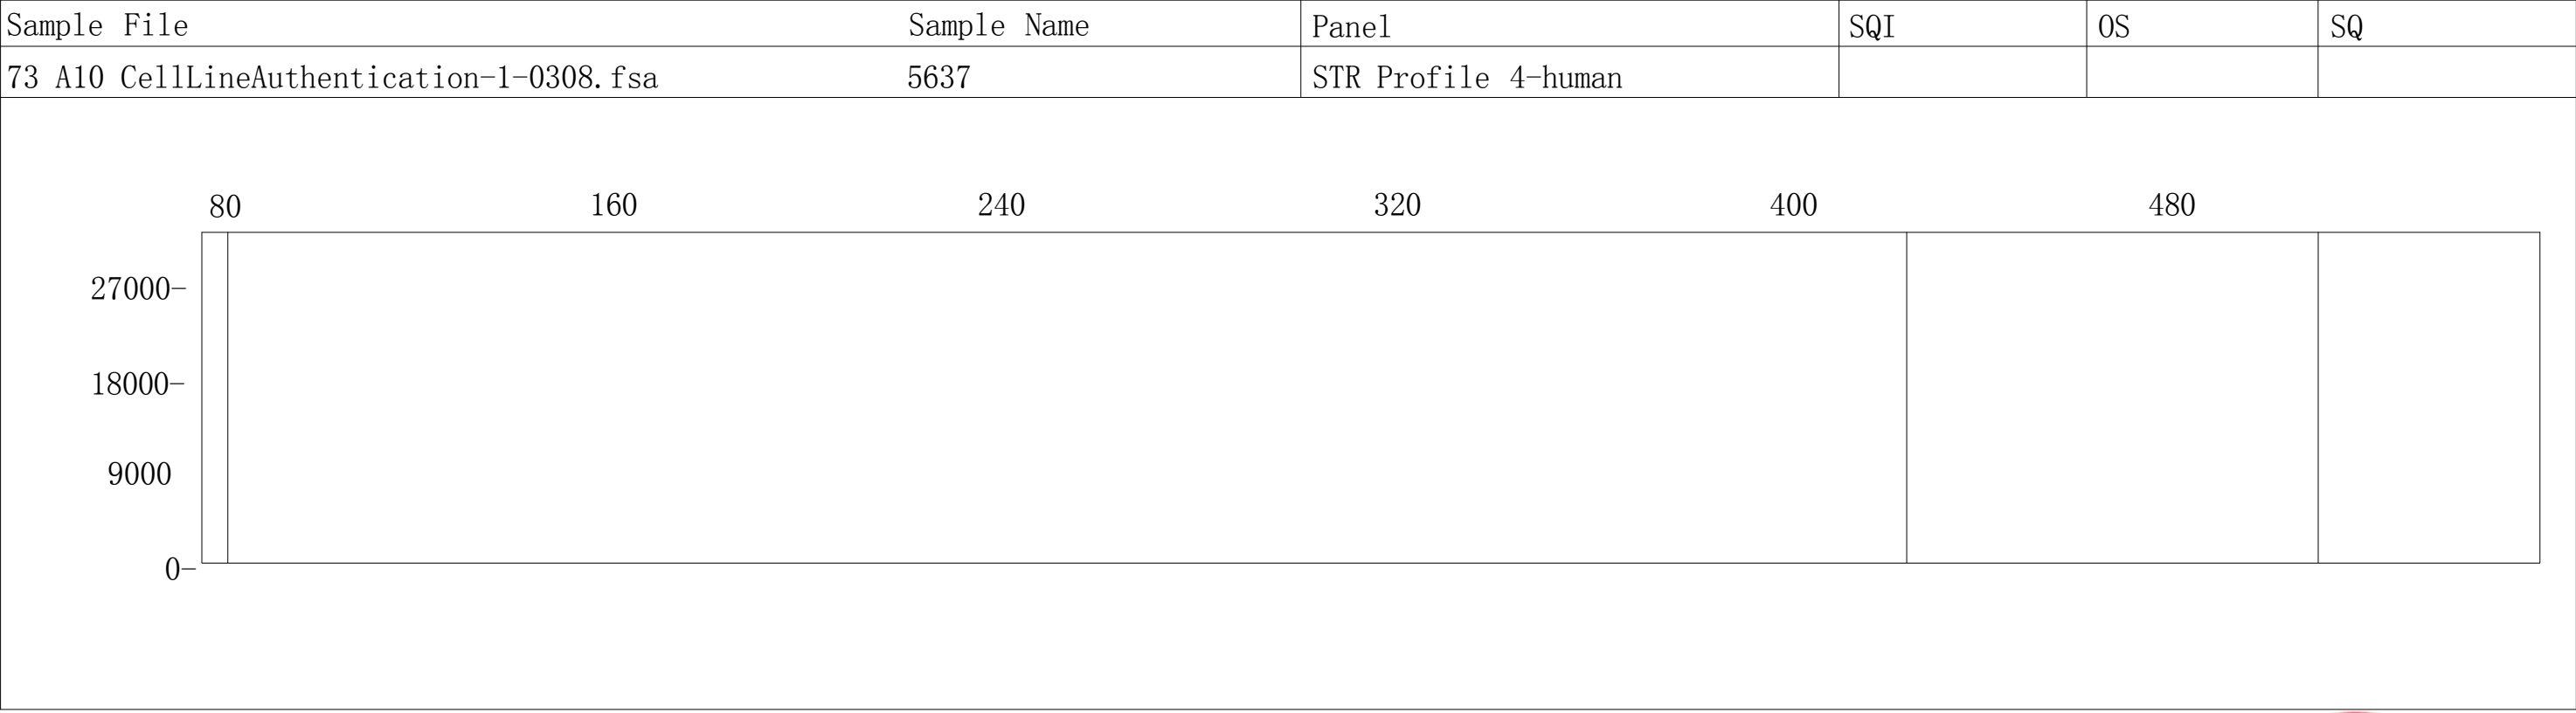 Sample File Sample Name Panel SQI OS SQ
73 A10 CellLineAuthentication-1-0308.fsa 5637 STR Profile 4-human
80 160 240 320 400 480
27000-
18000-
9000
0-